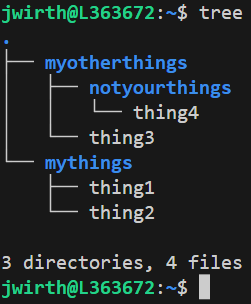 jwirth@L363672:~$ tree
.
├── myotherthings
│   ├── notyourthings
│   │   └── thing4
│   └── thing3
└── mythings
    ├── thing1
    └── thing2

3 directories, 4 files
jwirth@L363672:~$